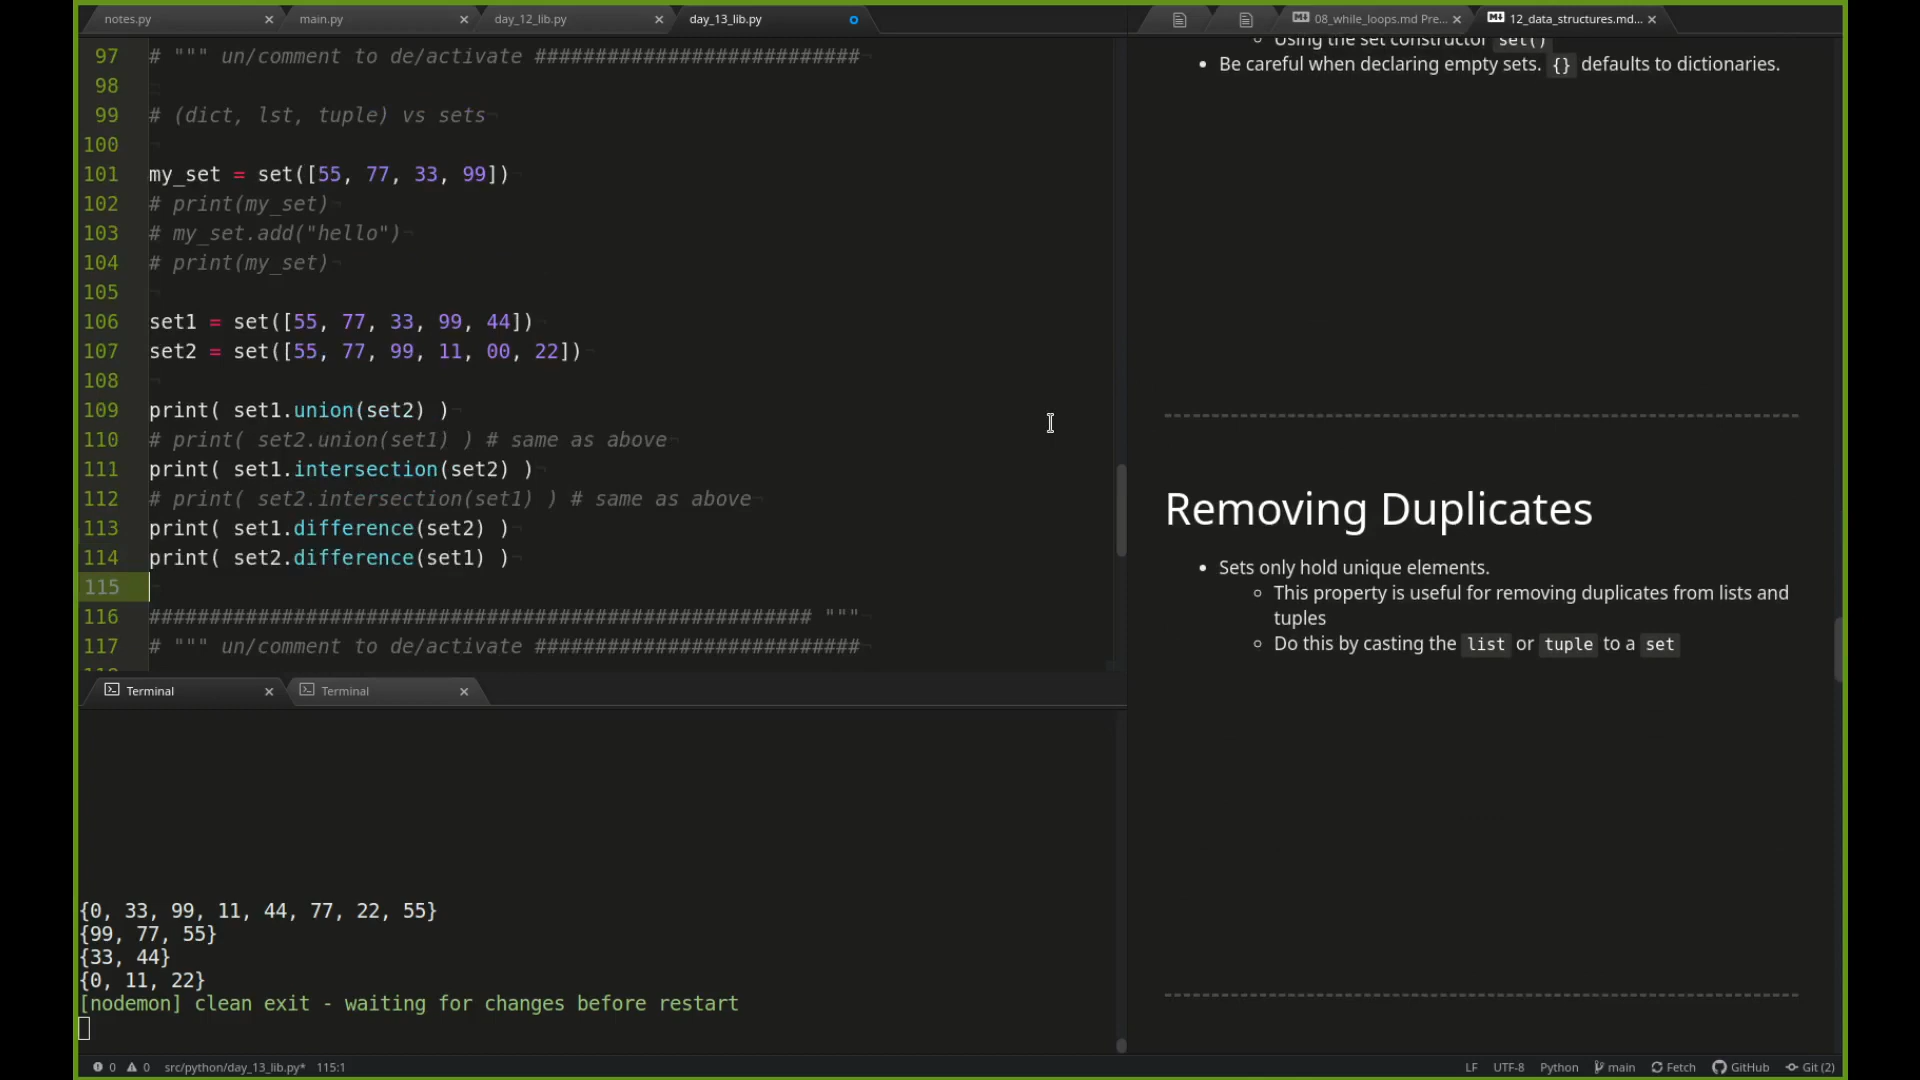 notes.py
main.py
day_12_lib.py
day_13_lib.py
08_while_loops.md Pre...
12_data_structures.md...
97 # """ un/comment to de/activate ###########################
98
99 # (dict, lst, tuple) vs sets
100
101 my_set = set([55, 77, 33, 99])
102 # print(my_set)
103 # my_set.add("hello")
104 # print(my_set)
105
106 set1 = set([55, 77, 33, 99, 44])
107 set2 = set([55, 77, 99, 11, 00, 22])
108
109 print( set1.union(set2) )
110 # print( set2.union(set1) ) # same as above
111 print( set1.intersection(set2) )
112 # print( set2.intersection(set1) ) # same as above
113 print( set1.difference(set2) )
114 print( set2.difference(set1) )
115
116 ####################################################### """
117 # """ un/comment to de/activate ###########################
Using the set constructor set()
Be careful when declaring empty sets. {} defaults to dictionaries.
Removing Duplicates
Sets only hold unique elements.
This property is useful for removing duplicates from lists and
tuples
Do this by casting the list or tuple to a set
Terminal
Terminal
{0, 33, 99, 11, 44, 77, 22, 55}
{99, 77, 55}
{33, 44}
{0, 11, 22}
[nodemon] clean exit - waiting for changes before restart
0 0 src/python/day_13_lib.py* 115:1
LF UTF-8 Python main Fetch GitHub Git (2)